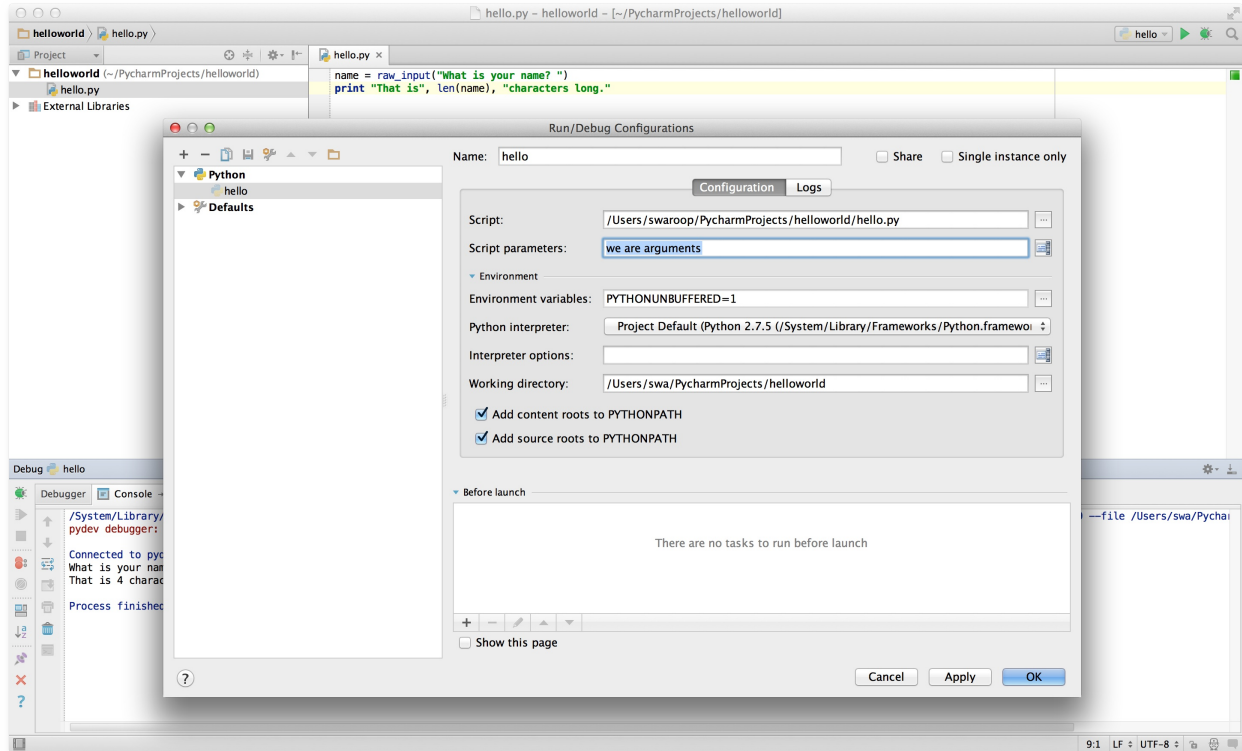 hello.py – helloworld – [~/PycharmProjects/helloworld]
helloworld hello.py
hello
Project
hello.py ×
helloworld (~/PycharmProjects/helloworld)
hello.py
External Libraries
name = raw_input("What is your name? ")
print "That is", len(name), "characters long."
Run/Debug Configurations
Python
hello
Defaults
Name: hello
Share
Single instance only
Configuration Logs
Script: /Users/swaroop/PycharmProjects/helloworld/hello.py
Script parameters: we are arguments
Environment
Environment variables: PYTHONUNBUFFERED=1
Python interpreter: Project Default (Python 2.7.5 (/System/Library/Frameworks/Python.framewo
Interpreter options:
Working directory: /Users/swa/PycharmProjects/helloworld
Add content roots to PYTHONPATH
Add source roots to PYTHONPATH
Before launch
There are no tasks to run before launch
Show this page
Cancel Apply OK
Debug hello
Debugger Console
/System/Library/ --file /Users/swa/Pychar
pydev debugger:
Connected to pyd
What is your nam
That is 4 charac
Process finished
9:1 LF UTF-8